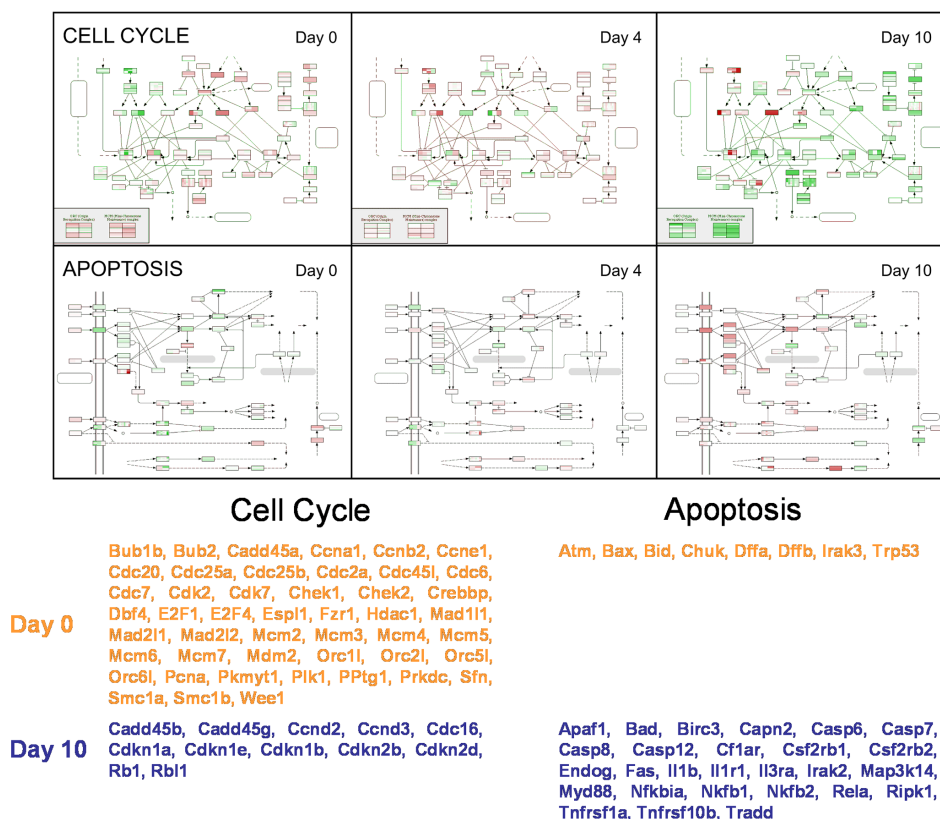 CELL CYCLE
Day 0
Day 4
Day 10
APOPTOSIS
Day 0
Day 4
Day 10
Cell Cycle
Apoptosis
Day 0
Bub1b, Bub2, Cadd45a, Ccna1, Ccnb2, Ccne1,
Cdc20, Cdc25a, Cdc25b, Cdc2a, Cdc45l, Cdc6,
Cdc7, Cdk2, Cdk7, Chek1, Chek2, Crebbp,
Dbf4, E2F1, E2F4, Espl1, Fzr1, Hdac1, Mad1l1,
Mad2l1, Mad2l2, Mcm2, Mcm3, Mcm4, Mcm5,
Mcm6, Mcm7, Mdm2, Orc1l, Orc2l, Orc5l,
Orc6l, Pcna, Pkmyt1, Plk1, PPtg1, Prkdc, Sfn,
Smc1a, Smc1b, Wee1
Atm, Bax, Bid, Chuk, Dffa, Dffb, Irak3, Trp53
Day 10
Cadd45b, Cadd45g, Ccnd2, Ccnd3, Cdc16,
Cdkn1a, Cdkn1e, Cdkn1b, Cdkn2b, Cdkn2d,
Rb1, Rbl1
Apaf1, Bad, Birc3, Capn2, Casp6, Casp7,
Casp8, Casp12, Cf1ar, Csf2rb1, Csf2rb2,
Endog, Fas, Il1b, Il1r1, Il3ra, Irak2, Map3k14,
Myd88, Nfkbia, Nkfb1, Nkfb2, Rela, Ripk1,
Tnfrsf1a, Tnfrsf10b, Tradd